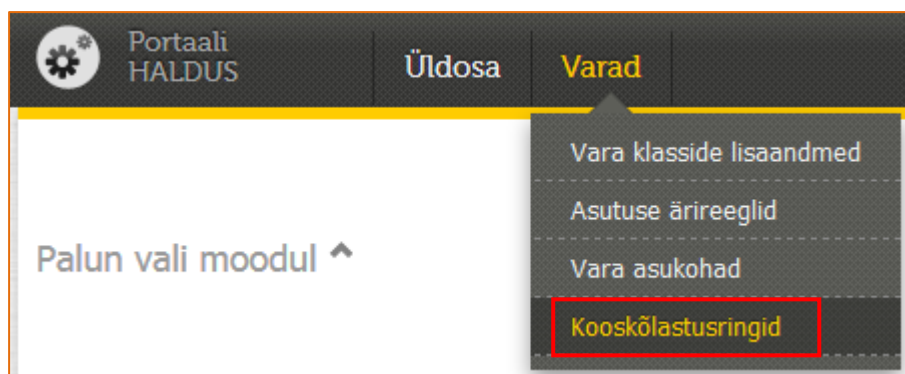 Portaali
HALDUS
Üldosa
Varad
Vara klasside lisaandmed
Asutuse ärireeglid
Vara asukohad
Kooskõlastusringid
Palun vali moodul